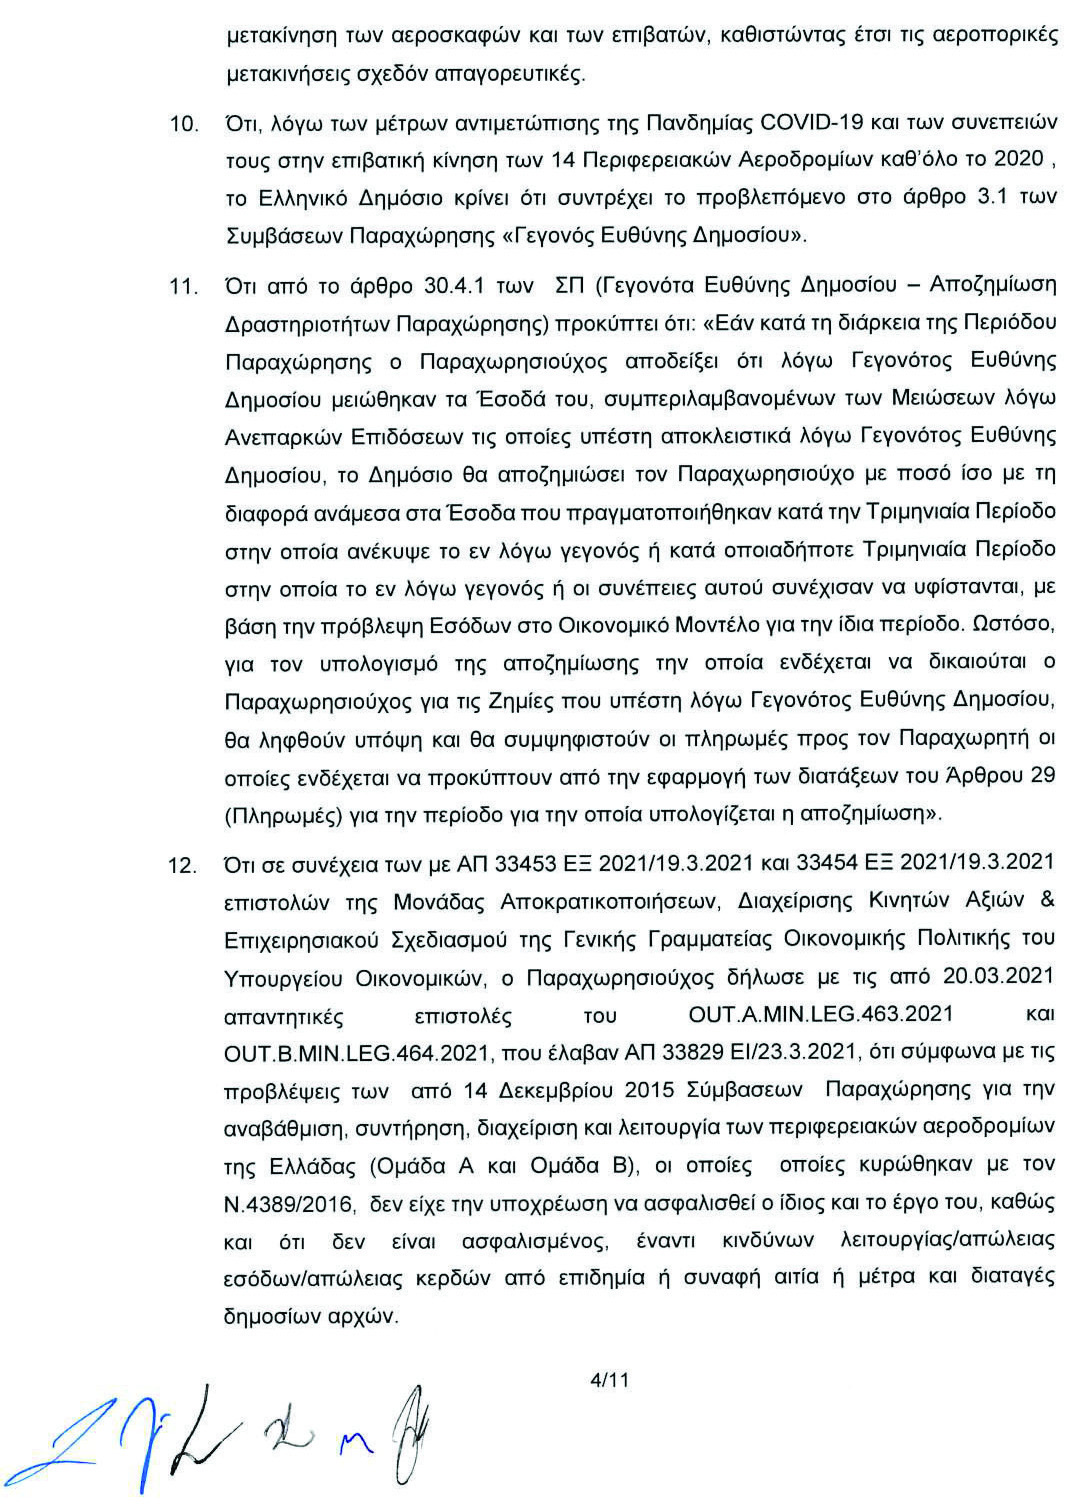 μετακίνηση των αεροσκαφών και των επιβατών, καθιστώντας έτσι τις αεροπορικές
μετακινήσεις σχεδόν απαγορευτικές.
10. Ότι, λόγω των μέτρων αντιμετώπισης της Πανδημίας COVID-19 και των συνεπειών
τους στην επιβατική κίνηση των 14 Περιφερειακών Αεροδρομίων καθ'όλο το 2020 ,
το Ελληνικό Δημόσιο κρίνει ότι συντρέχει το προβλεπόμενο στο άρθρο 3.1 των
Συμβάσεων Παραχώρησης «Γεγονός Ευθύνης Δημοσίου».
11. Ότι από το άρθρο 30.4.1 των ΣΠ (Γεγονότα Ευθύνης Δημοσίου – Αποζημίωση
Δραστηριοτήτων Παραχώρησης) προκύπτει ότι: «Εάν κατά τη διάρκεια της Περιόδου
Παραχώρησης ο Παραχωρησιούχος αποδείξει ότι λόγω Γεγονότος Ευθύνης
Δημοσίου μειώθηκαν τα Έσοδά του, συμπεριλαμβανομένων των Μειώσεων λόγω
Ανεπαρκών Επιδόσεων τις οποίες υπέστη αποκλειστικά λόγω Γεγονότος Ευθύνης
Δημοσίου, το Δημόσιο θα αποζημιώσει τον Παραχωρησιούχο με ποσό ίσο με τη
διαφορά ανάμεσα στα Έσοδα που πραγματοποιήθηκαν κατά την Τριμηνιαία Περίοδο
στην οποία ανέκυψε το εν λόγω γεγονός ή κατά οποιαδήποτε Τριμηνιαία Περίοδο
στην οποία το εν λόγω γεγονός ή οι συνέπειες αυτού συνέχισαν να υφίστανται, με
βάση την πρόβλεψη Εσόδων στο Οικονομικό Μοντέλο για την ίδια περίοδο. Ωστόσο,
για τον υπολογισμό της αποζημίωσης την οποία ενδέχεται να δικαιούται ο
Παραχωρησιούχος για τις Ζημίες που υπέστη λόγω Γεγονότος Ευθύνης Δημοσίου,
θα ληφθούν υπόψη και θα συμψηφιστούν οι πληρωμές προς τον Παραχωρητή οι
οποίες ενδέχεται να προκύπτουν από την εφαρμογή των διατάξεων του Άρθρου 29
(Πληρωμές) για την περίοδο για την οποία υπολογίζεται η αποζημίωση».
12. Ότι σε συνέχεια των με ΑΠ 33453 ΕΞ 2021/19.3.2021 και 33454 ΕΞ 2021/19.3.2021
επιστολών της Μονάδας Αποκρατικοποιήσεων, Διαχείρισης Κινητών Αξιών &
Επιχειρησιακού Σχεδιασμού της Γενικής Γραμματείας Οικονομικής Πολιτικής του
Υπουργείου Οικονομικών, ο Παραχωρησιούχος δήλωσε με τις από 20.03.2021
απαντητικές επιστολές του OUT.A.MIN.LEG.463.2021 και
OUT.B.MIN.LEG.464.2021, που έλαβαν ΑΠ 33829 ΕΙ/23.3.2021, ότι σύμφωνα με τις
προβλέψεις των από 14 Δεκεμβρίου 2015 Σύμβασεων Παραχώρησης για την
αναβάθμιση, συντήρηση, διαχείριση και λειτουργία των περιφερειακών αεροδρομίων
της Ελλάδας (Ομάδα Α και Ομάδα Β), οι οποίες οποίες κυρώθηκαν με τον
Ν.4389/2016, δεν είχε την υποχρέωση να ασφαλισθεί ο ίδιος και το έργο του, καθώς
και ότι δεν είναι ασφαλισμένος, έναντι κινδύνων λειτουργίας/απώλειας
εσόδων/απώλειας κερδών από επιδημία ή συναφή αιτία ή μέτρα και διαταγές
δημοσίων αρχών.
4/11